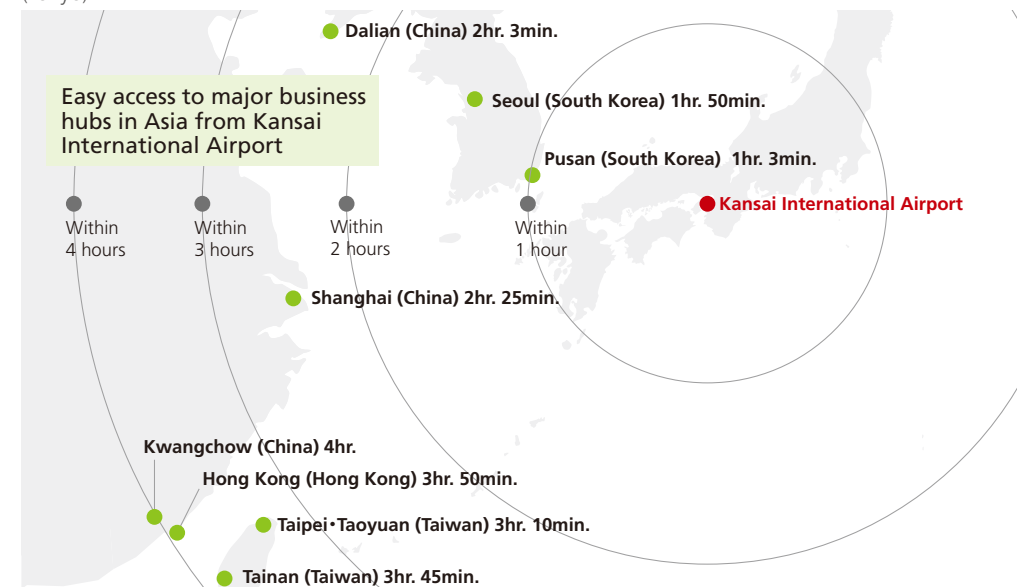 Dalian (China) 2hr. 3min.
Easy access to major business
hubs in Asia from Kansai
International Airport
Seoul (South Korea) 1hr. 50min.
Pusan (South Korea) 1hr. 3min.
Kansai International Airport
Within
4 hours
Within
3 hours
Within
2 hours
Within
1 hour
Shanghai (China) 2hr. 25min.
Kwangchow (China) 4hr.
Hong Kong (Hong Kong) 3hr. 50min.
Taipei・Taoyuan (Taiwan) 3hr. 10min.
Tainan (Taiwan) 3hr. 45min.